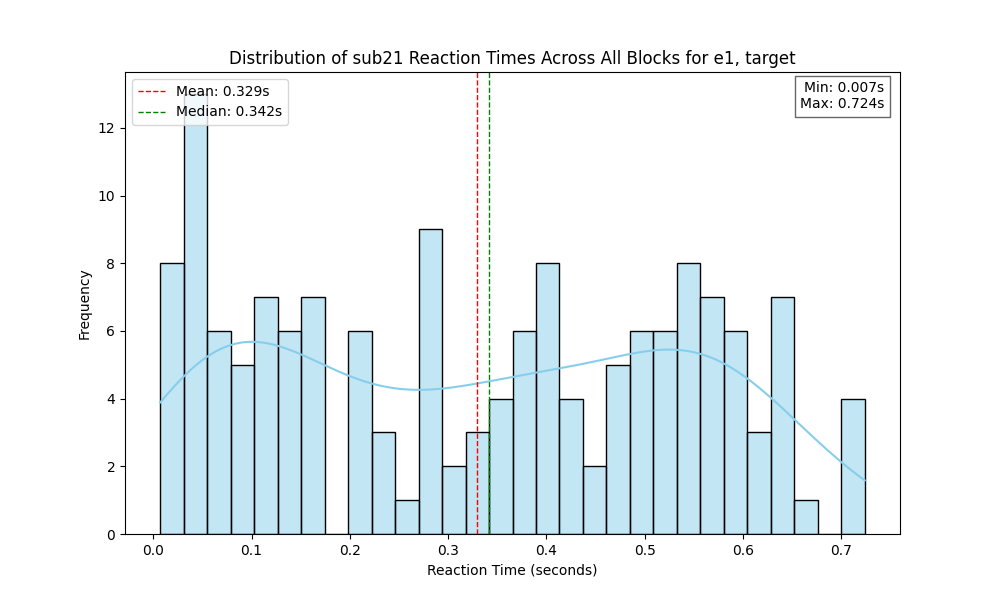 Distribution of sub21 Reaction Times Across All Blocks for e1, target
Mean: 0.329s
Median: 0.342s
Min: 0.007s
Max: 0.724s
12
10
8
6
4
2
0
Frequency
0.0 0.1 0.2 0.3 0.4 0.5 0.6 0.7
Reaction Time (seconds)